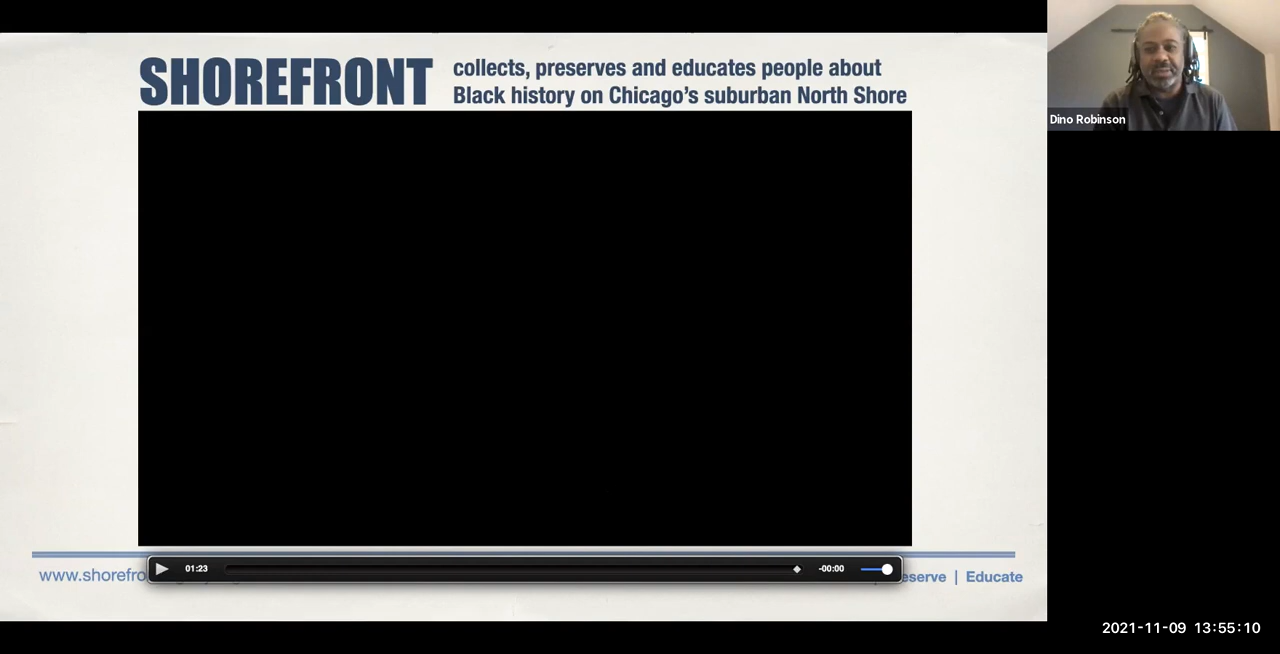 SHOREFRONT
collects, preserves and educates people about
Black history on Chicago's suburban North Shore
Dino Robinson
01:23
-00:00
www.shorefro
eserve | Educate
2021-11-09 13:55:10